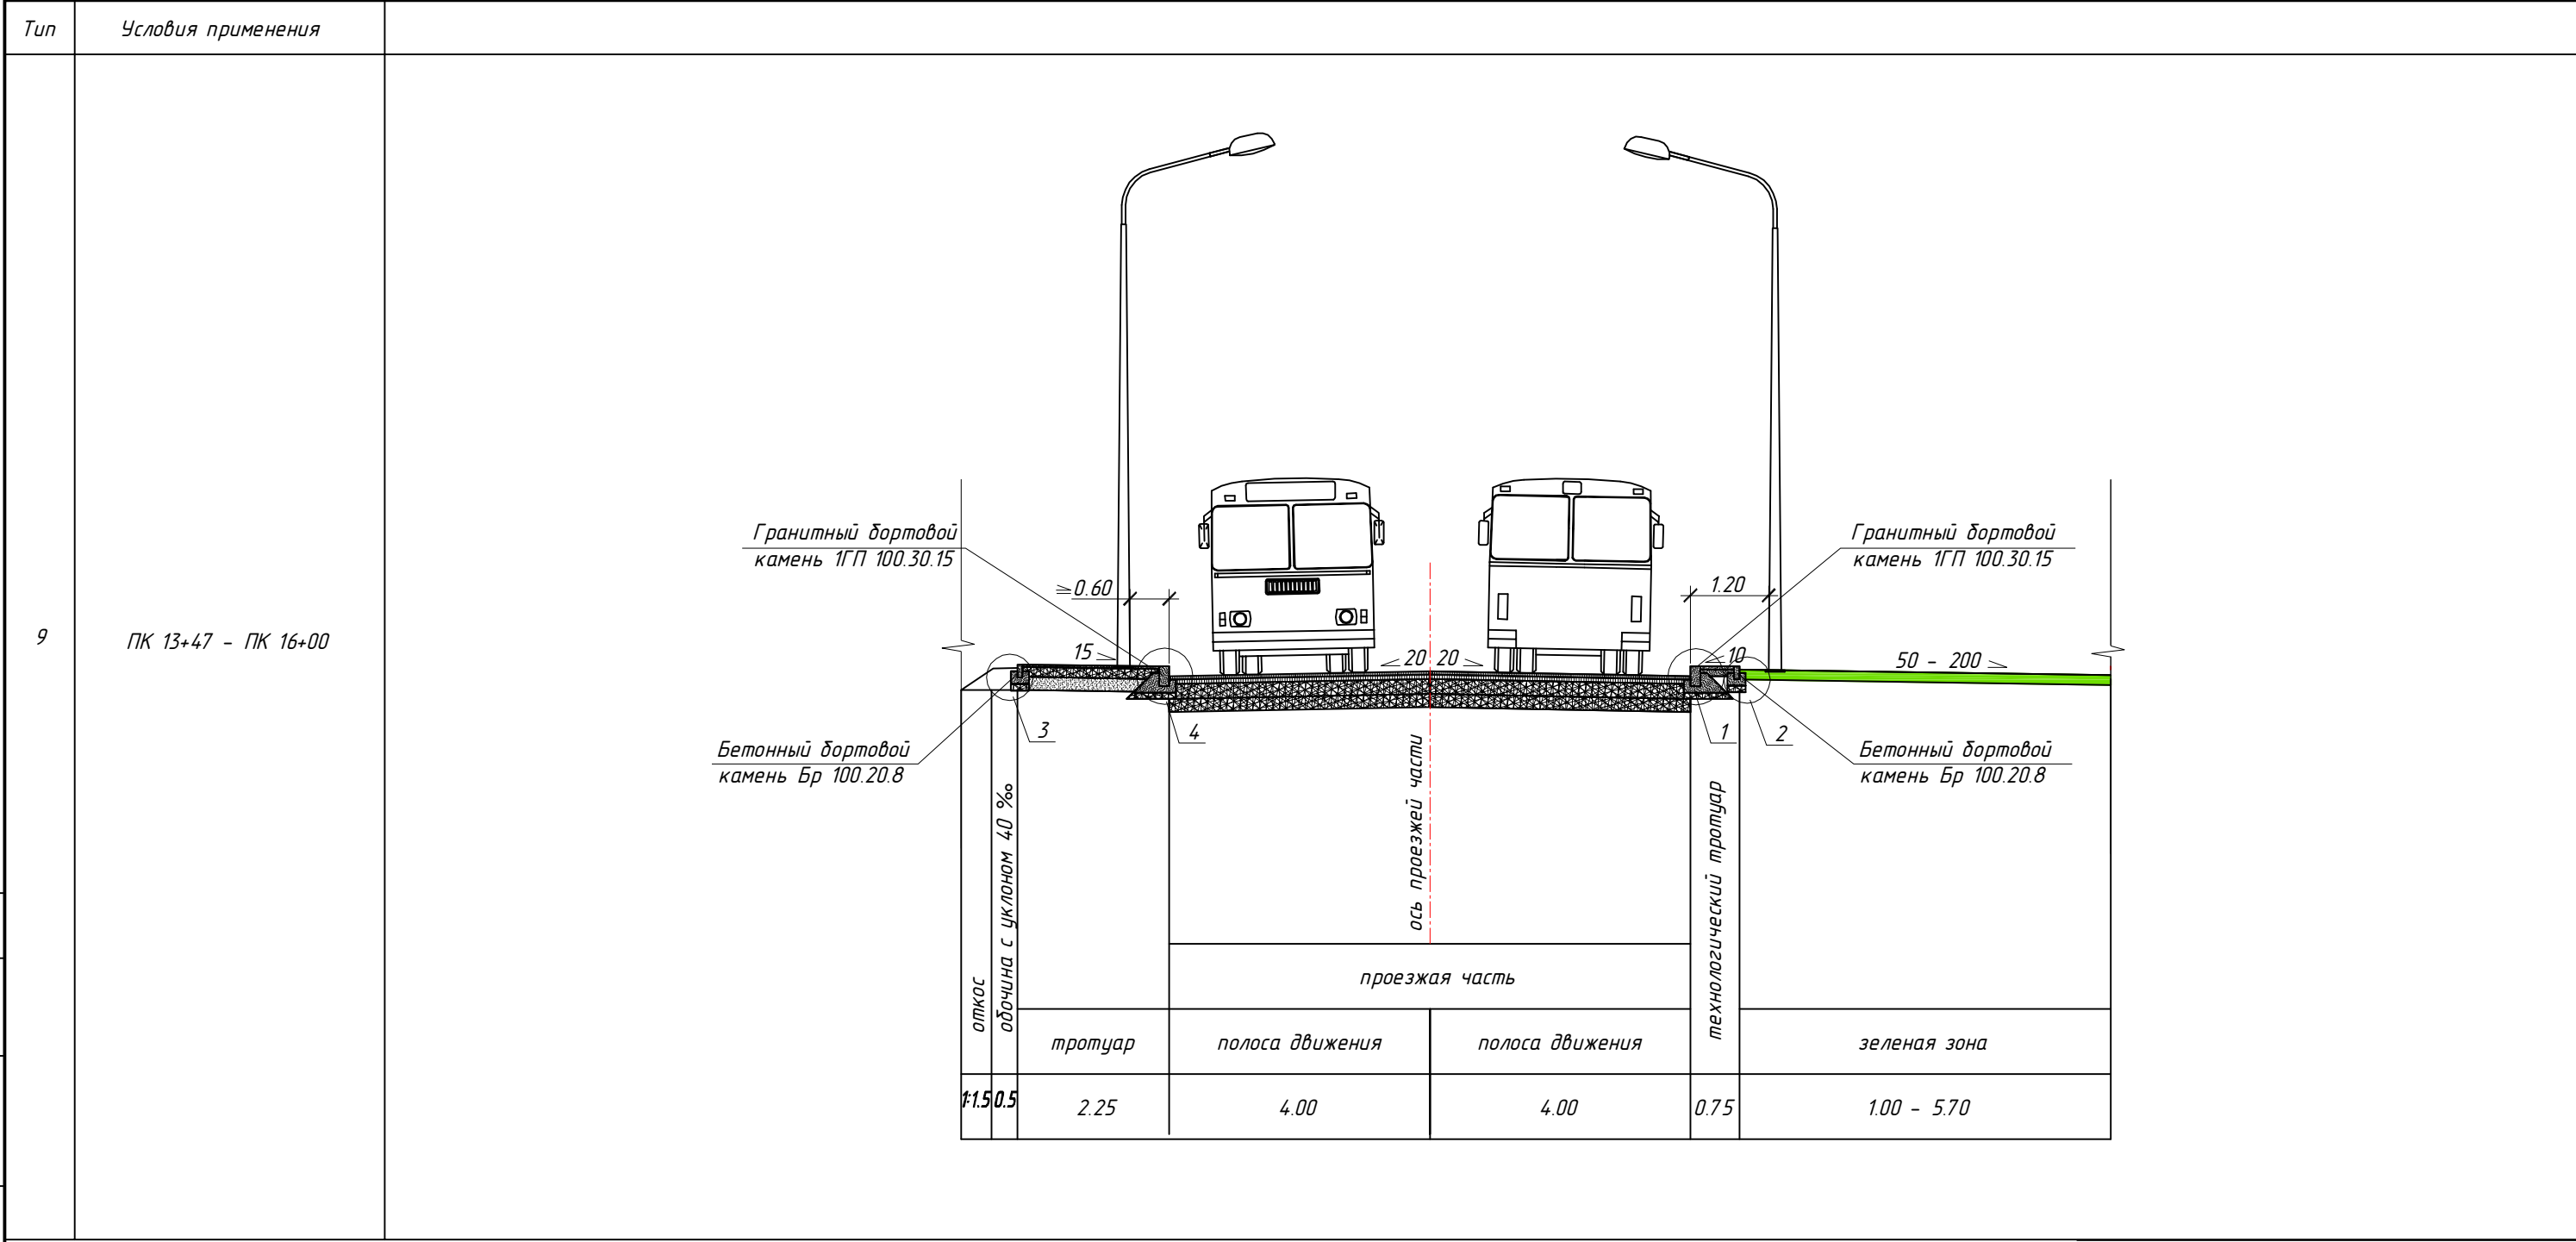 Тип
Условия применения
9
ПК 13+47 - ПК 16+00
Гранитный бортовой
камень 1ГП 100.30.15
Гранитный бортовой
камень 1ГП 100.30.15
≥0.60
1.20
15
20
20
10
50 - 200
3
4
1
2
Бетонный бортовой
камень Бр 100.20.8
Бетонный бортовой
камень Бр 100.20.8
откос
обочина с уклоном 40 ‰
ось проезжей части
технологический тротуар
проезжая часть
тротуар
полоса движения
полоса движения
зеленая зона
1:1.5
0.5
2.25
4.00
4.00
0.75
1.00 - 5.70